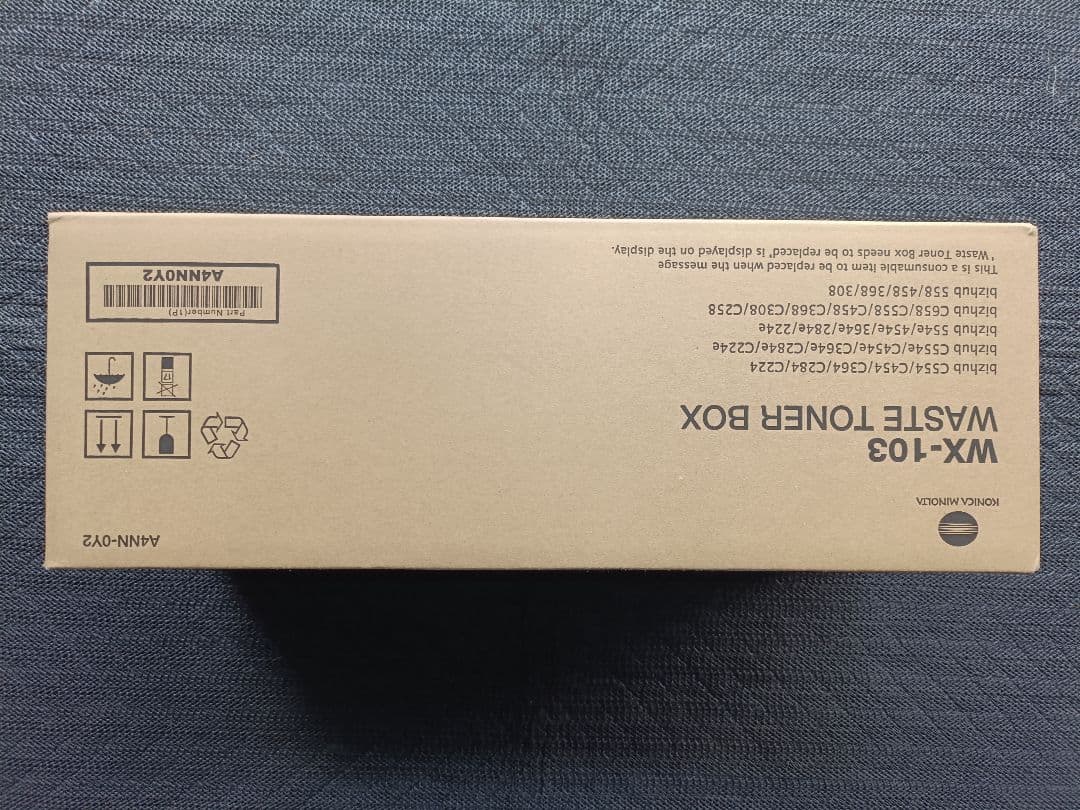 KONICA MINOLTA
WX-103
WASTE TONER BOX
bizhub C554/C454/C364/C284/C224
bizhub C554e/C454e/C364e/C284e/C224e
bizhub 554e/454e/364e/284e/224e
bizhub C658/C558/C458/C368/C308/C258
bizhub 558/458/368/308
This is a is consumable item to be replaced when the message
"Waste Toner Box needs to be replaced" is displayed on the display.
A4NN-0Y2
Part Number(1P)
A4NN0Y2